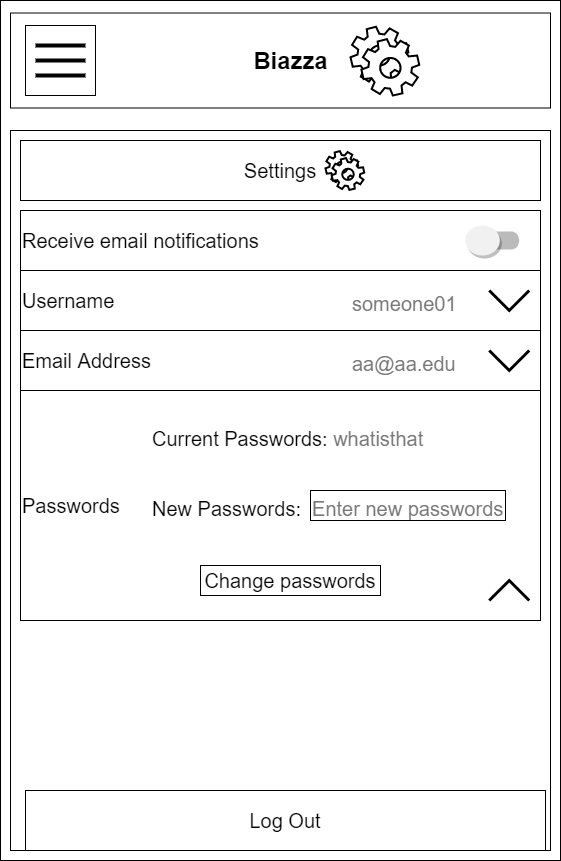 Biazza
Settings
Receive email notifications
Username someone01
Email Address aa@aa.edu
Current Passwords: whatisthat
Passwords New Passwords: Enter new passwords
Change passwords
Log Out